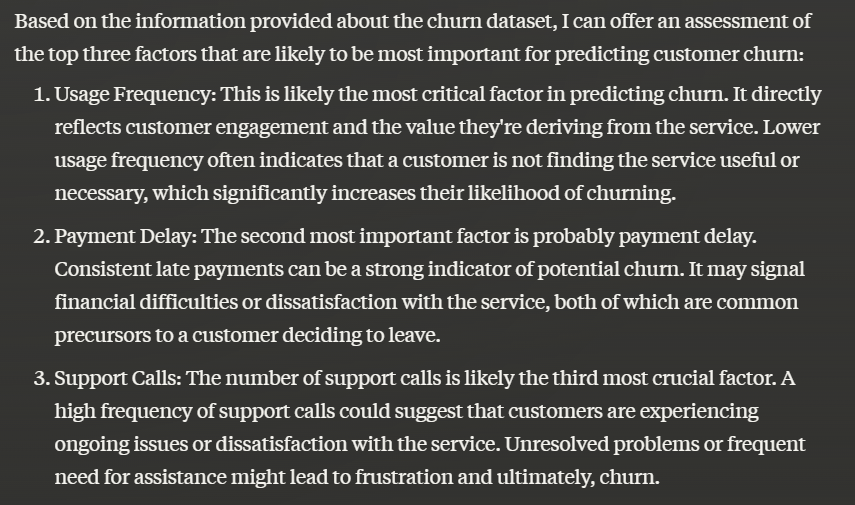 Based on the information provided about the churn dataset, I can offer an assessment of
the top three factors that are likely to be most important for predicting customer churn:
1. Usage Frequency: This is likely the most critical factor in predicting churn. It directly
reflects customer engagement and the value they're deriving from the service. Lower
usage frequency often indicates that a customer is not finding the service useful or
necessary, which significantly increases their likelihood of churning.
2. Payment Delay: The second most important factor is probably payment delay.
Consistent late payments can be a strong indicator of potential churn. It may signal
financial difficulties or dissatisfaction with the service, both of which are common
precursors to a customer deciding to leave.
3. Support Calls: The number of support calls is likely the third most crucial factor. A
high frequency of support calls could suggest that customers are experiencing
ongoing issues or dissatisfaction with the service. Unresolved problems or frequent
need for assistance might lead to frustration and ultimately, churn.